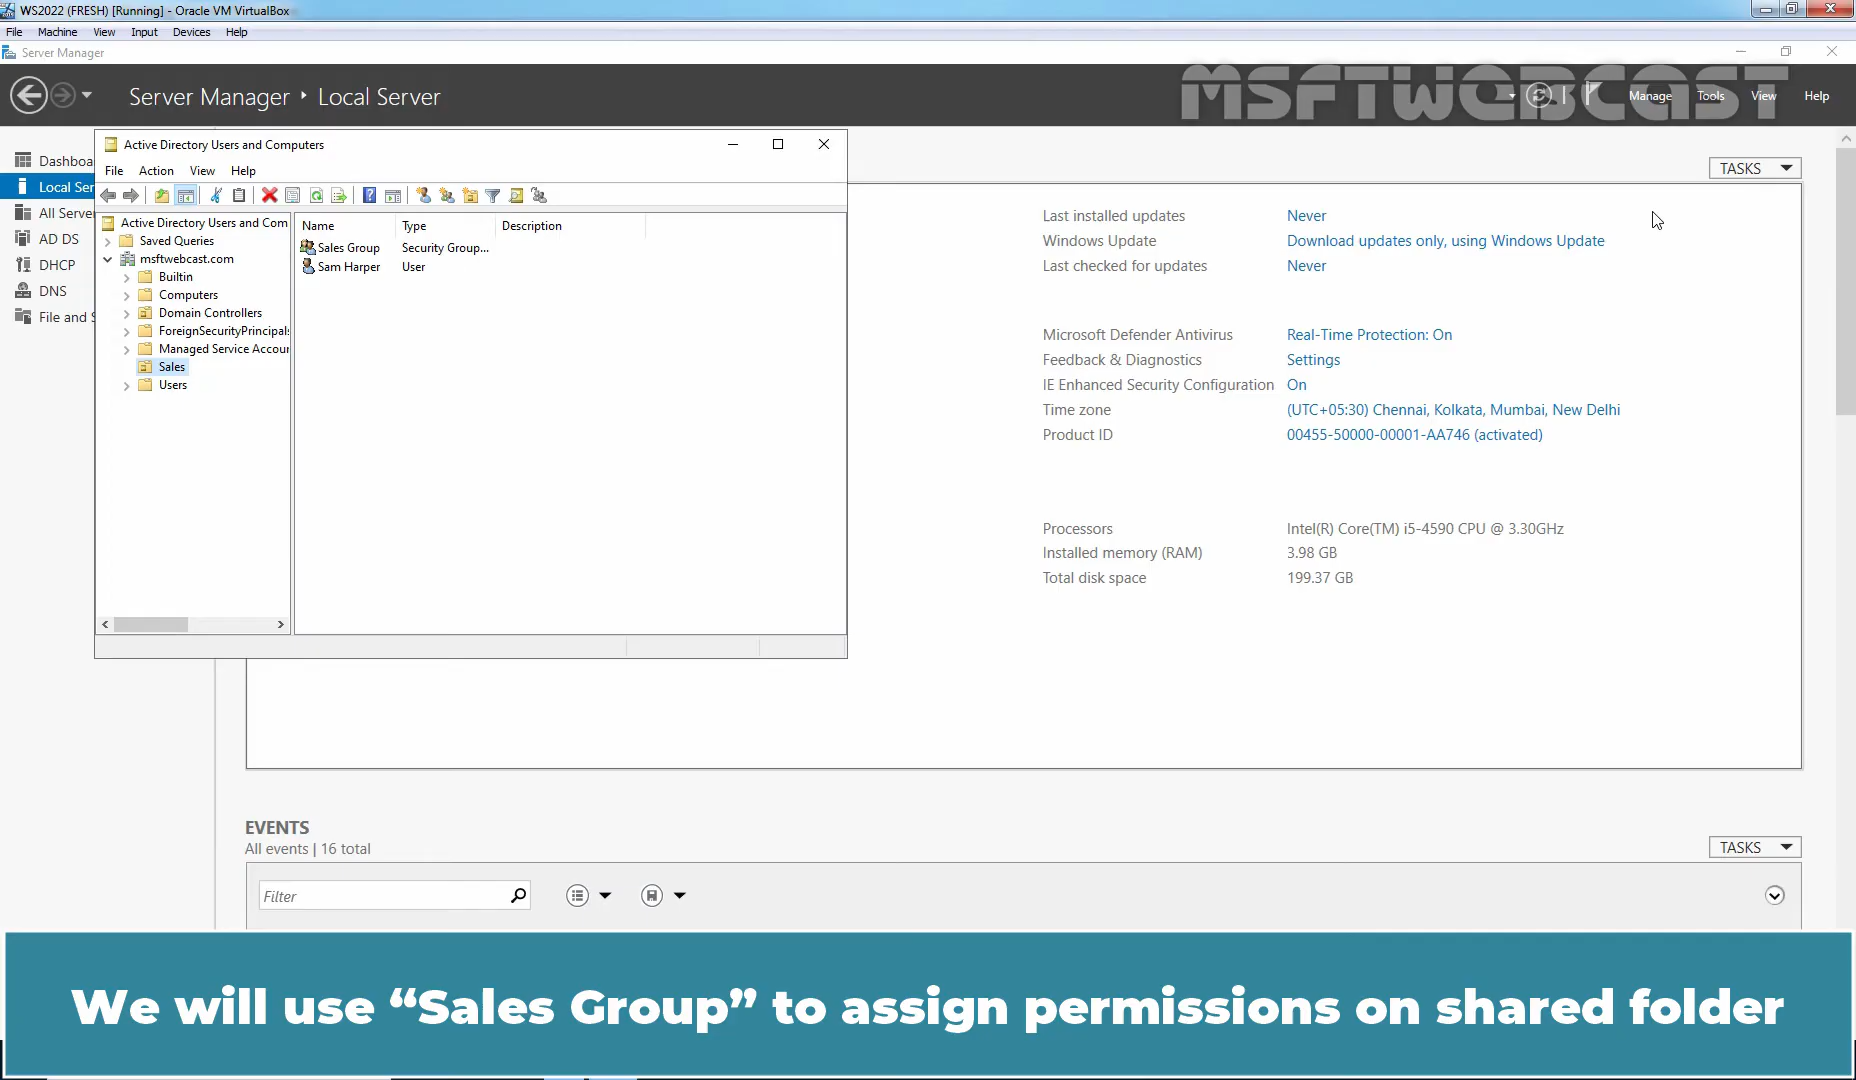 WS2022 (FRESH) [Running] - Oracle VM VirtualBox
File Machine View Input Devices Help
Server Manager
Server Manager • Local Server
MSFTWEBCAST
Manage Tools View Help
Dashboa
Local Ser
All Server
AD DS
DHCP
DNS
File and S
Active Directory Users and Computers
File Action View Help
Active Directory Users and Com
Saved Queries
msftwebcast.com
Builtin
Computers
Domain Controllers
ForeignSecurityPrincipals
Managed Service Accour
Sales
Users
Name Type Description
Sales Group Security Group...
Sam Harper User
TASKS
Last installed updates Never
Windows Update Download updates only, using Windows Update
Last checked for updates Never
Microsoft Defender Antivirus Real-Time Protection: On
Feedback & Diagnostics Settings
IE Enhanced Security Configuration On
Time zone (UTC+05:30) Chennai, Kolkata, Mumbai, New Delhi
Product ID 00455-50000-00001-AA746 (activated)
Processors Intel(R) Core(TM) i5-4590 CPU @ 3.30GHz
Installed memory (RAM) 3.98 GB
Total disk space 199.37 GB
EVENTS
All events | 16 total
TASKS
Filter
We will use “Sales Group” to assign permissions on shared folder